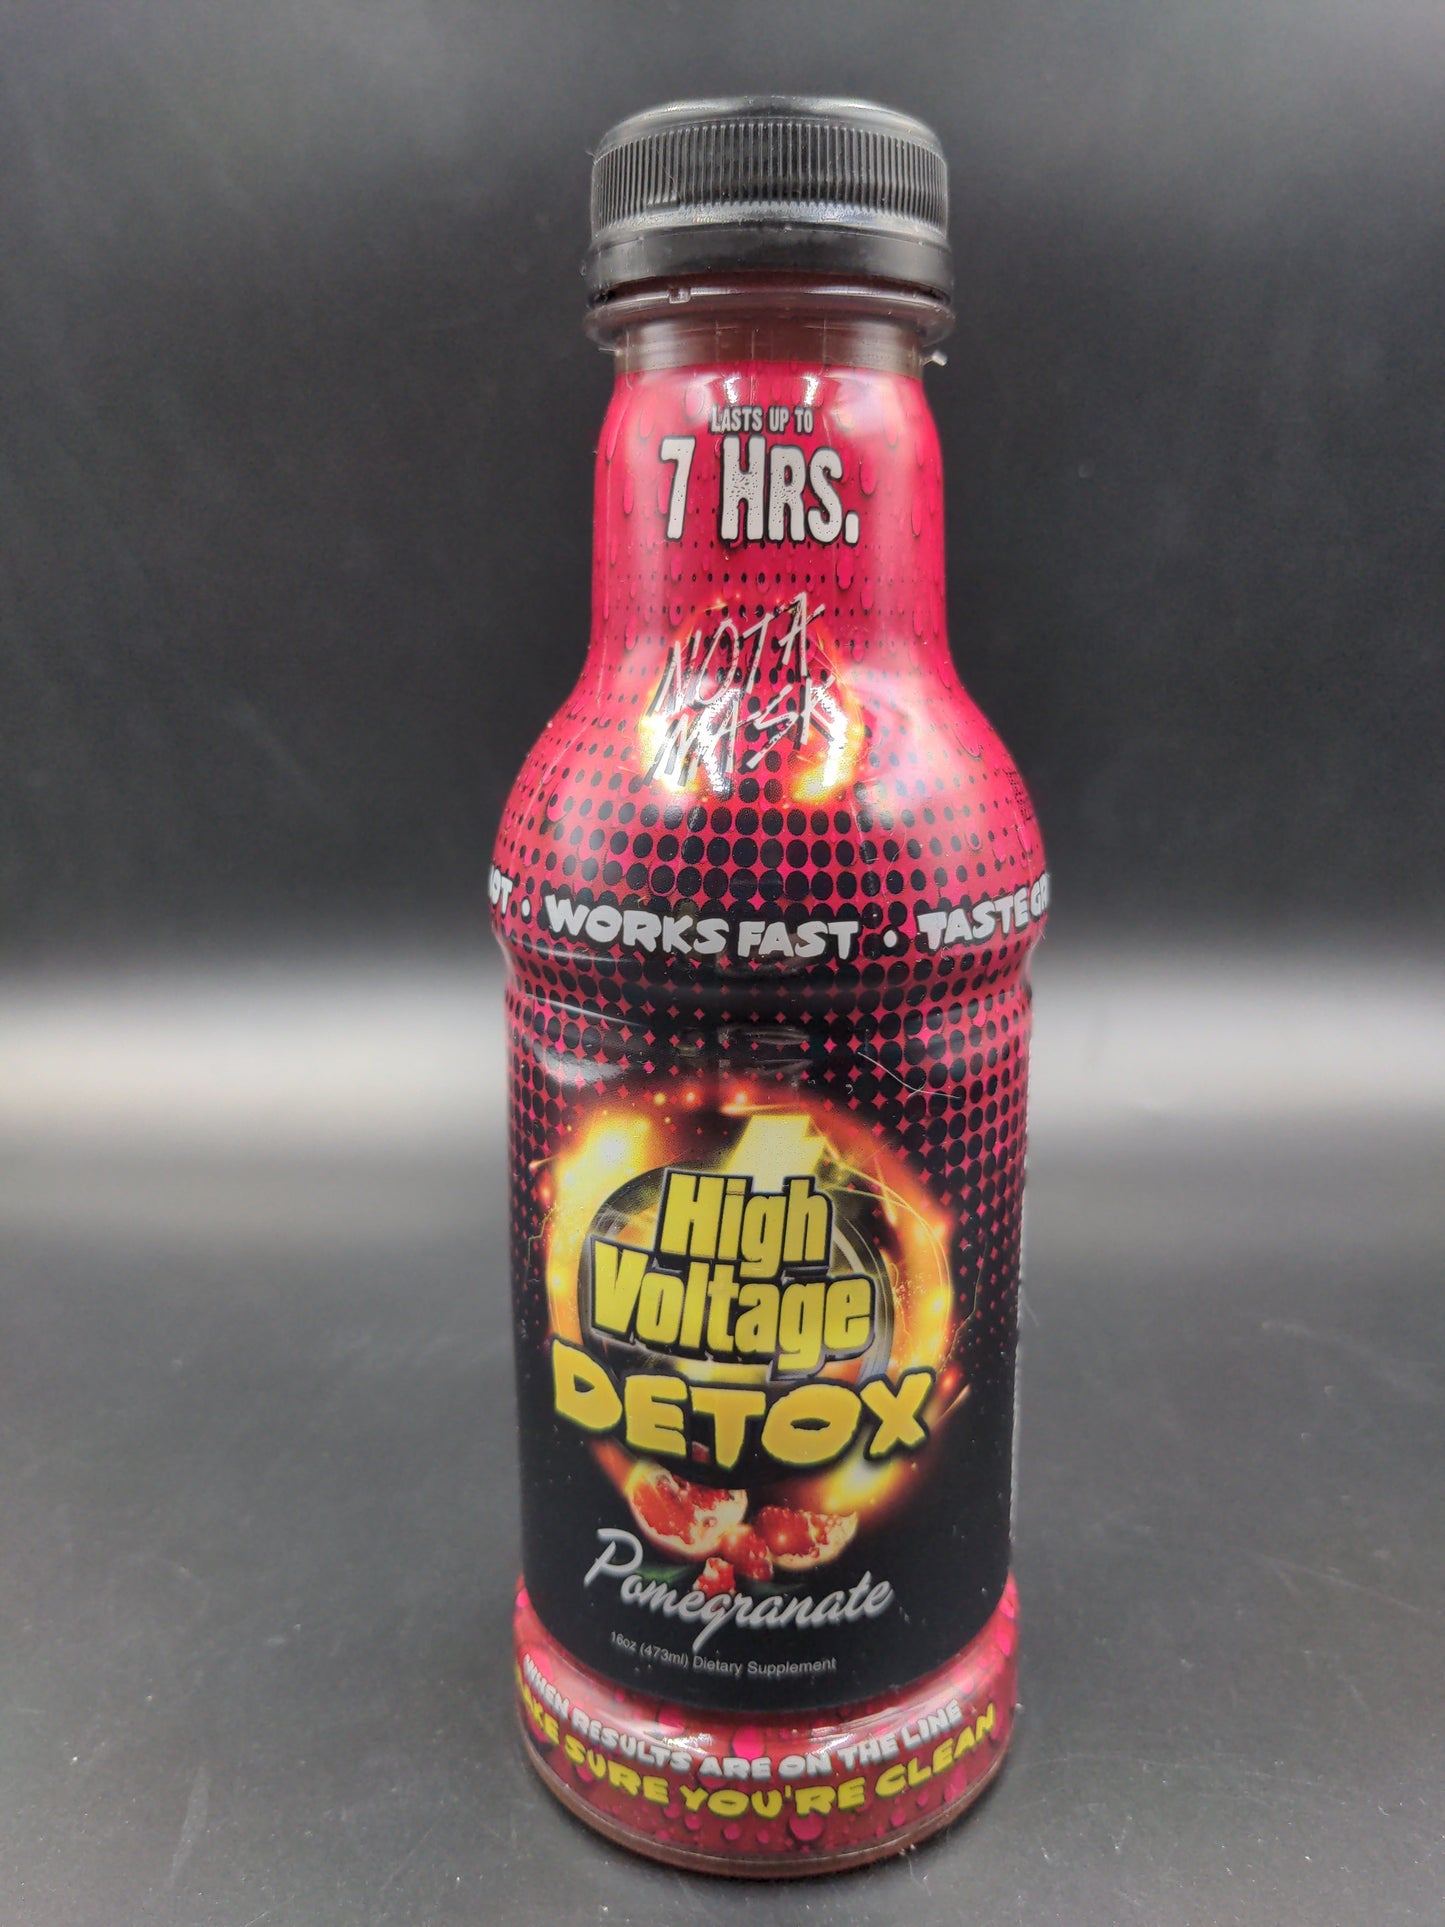 LASTS UP TO
7 HRS.
NOT A
MASK
WORKS FAST • TASTE
High
Voltage
DETOX
Pomegranate
16oz (473ml) Dietary Supplement
WHEN RESULTS ARE ON THE LINE
SURE YOU'RE CLEAN